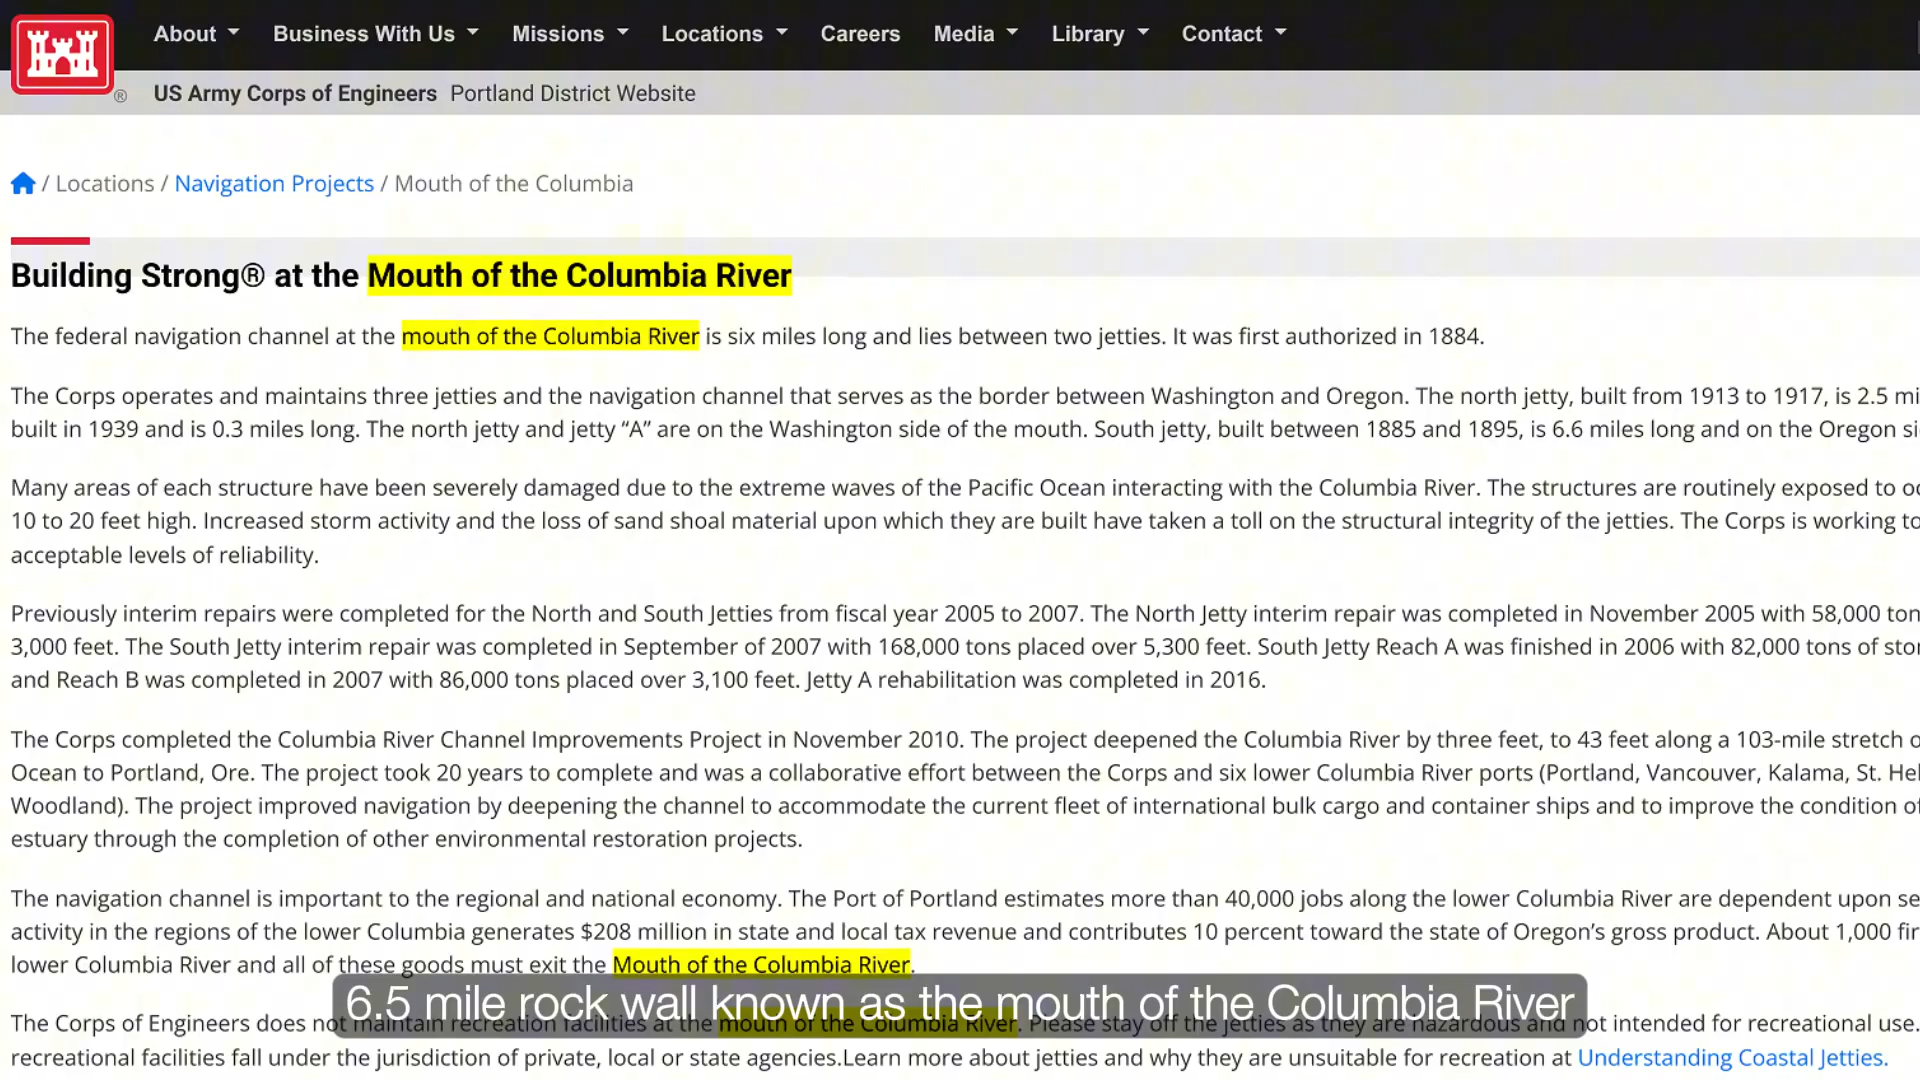 About Business With Us Missions Locations Careers Media Library Contact
US Army Corps of Engineers Portland District Website
®
/ Locations / Navigation Projects / Mouth of the Columbia
Building Strong® at the Mouth of the Columbia River
The federal navigation channel at the mouth of the Columbia River is six miles long and lies between two jetties. It was first authorized in 1884.
The Corps operates and maintains three jetties and the navigation channel that serves as the border between Washington and Oregon. The north jetty, built from 1913 to 1917, is 2.5 mi
built in 1939 and is 0.3 miles long. The north jetty and jetty “A” are on the Washington side of the mouth. South jetty, built between 1885 and 1895, is 6.6 miles long and on the Oregon si
Many areas of each structure have been severely damaged due to the extreme waves of the Pacific Ocean interacting with the Columbia River. The structures are routinely exposed to oc
10 to 20 feet high. Increased storm activity and the loss of sand shoal material upon which they are built have taken a toll on the structural integrity of the jetties. The Corps is working to
acceptable levels of reliability.
Previously interim repairs were completed for the North and South Jetties from fiscal year 2005 to 2007. The North Jetty interim repair was completed in November 2005 with 58,000 ton
3,000 feet. The South Jetty interim repair was completed in September of 2007 with 168,000 tons placed over 5,300 feet. South Jetty Reach A was finished in 2006 with 82,000 tons of sto
and Reach B was completed in 2007 with 86,000 tons placed over 3,100 feet. Jetty A rehabilitation was completed in 2016.
The Corps completed the Columbia River Channel Improvements Project in November 2010. The project deepened the Columbia River by three feet, to 43 feet along a 103-mile stretch o
Ocean to Portland, Ore. The project took 20 years to complete and was a collaborative effort between the Corps and six lower Columbia River ports (Portland, Vancouver, Kalama, St. Hel
Woodland). The project improved navigation by deepening the channel to accommodate the current fleet of international bulk cargo and container ships and to improve the condition of
estuary through the completion of other environmental restoration projects.
The navigation channel is important to the regional and national economy. The Port of Portland estimates more than 40,000 jobs along the lower Columbia River are dependent upon se
activity in the regions of the lower Columbia generates $208 million in state and local tax revenue and contributes 10 percent toward the state of Oregon’s gross product. About 1,000 fir
lower Columbia River and all of these goods must exit the Mouth of the Columbia River.
6.5 mile rock wall known as the mouth of the Columbia River
The Corps of Engineers does not maintain recreation facilities at the mouth of the Columbia River. Please stay off the jetties as they are hazardous and not intended for recreational use.
recreational facilities fall under the jurisdiction of private, local or state agencies.Learn more about jetties and why they are unsuitable for recreation at Understanding Coastal Jetties.